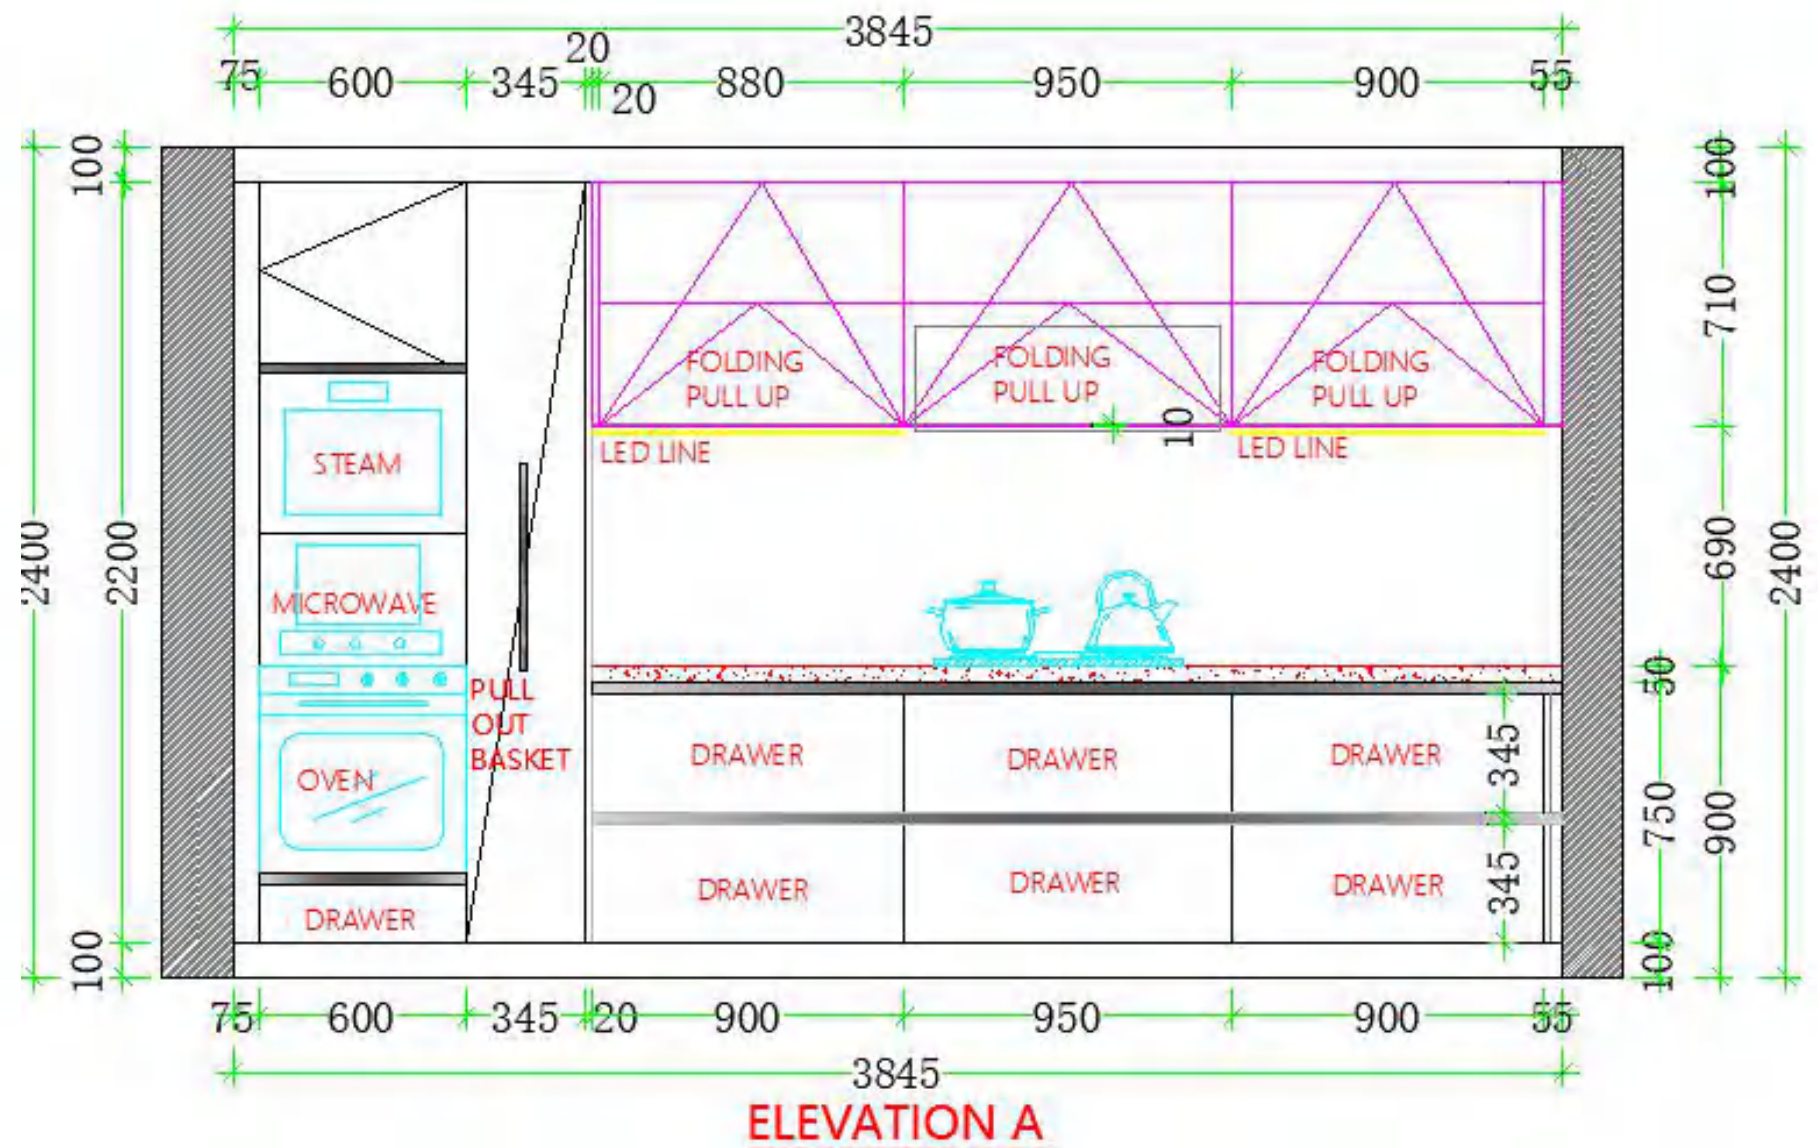 3845
20
75 600 345 880 950 900 55
20
100
100
710
FOLDING
PULL UP
FOLDING
PULL UP
FOLDING
PULL UP
10
LED LINE
LED LINE
STEAM
2400
2200
690
2400
MICROWAVE
50
PULL
OUT
BASKET
OVEN
DRAWER
DRAWER
DRAWER
345
750
900
DRAWER
DRAWER
DRAWER
345
DRAWER
100
100
75 600 345 20 900 950 900 55
3845
ELEVATION A